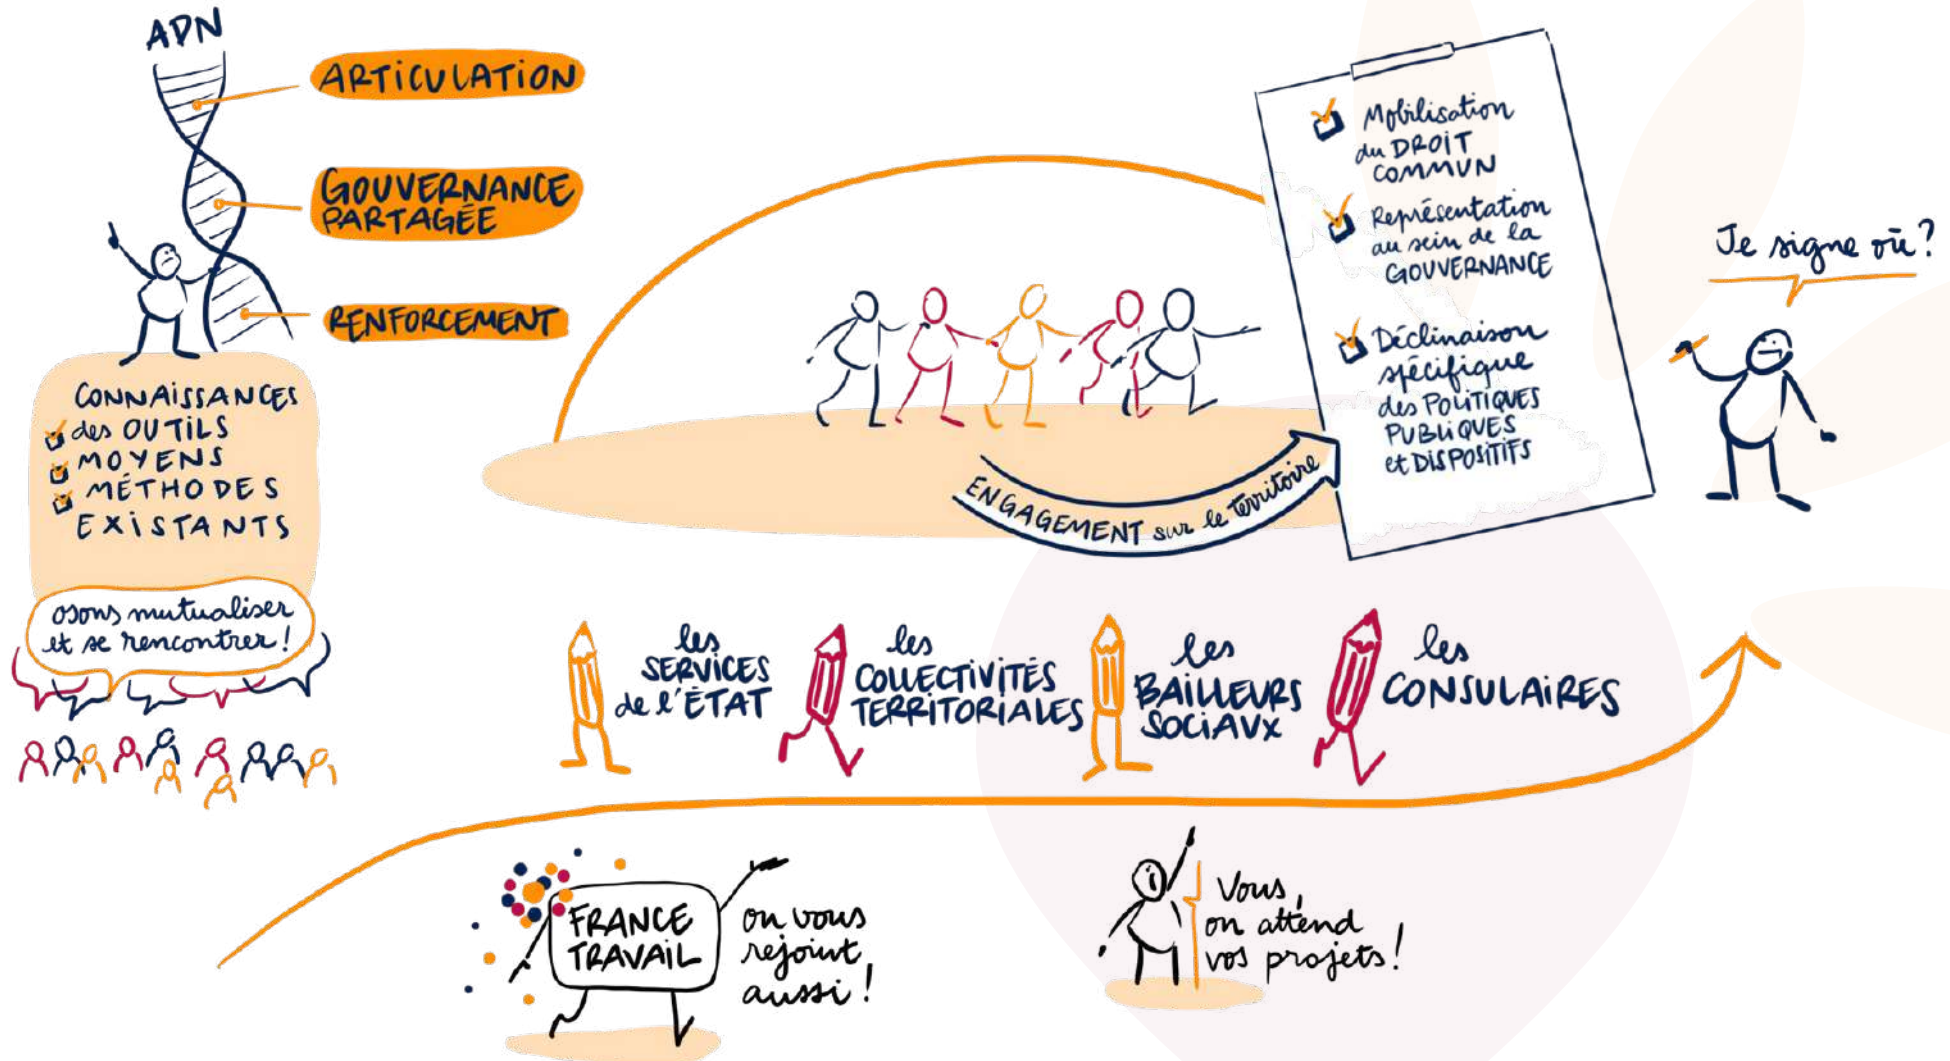 ADN
ARTICULATION
GOUVERNANCE
PARTAGÉE
RENFORCEMENT
CONNAISSANCES
des OUTILS
MOYENS
MÉTHODES
EXISTANTS
osons mutualiser
et se rencontrer !
Mobilisation
du DROIT
COMMUN
Représentation
au sein de la
GOUVERNANCE
Déclinaison
spécifique
des POLITIQUES
PUBLIQUES
et DISPOSITIFS
Je signe où ?
ENGAGEMENT sur le territoire
les
SERVICES
de l'ÉTAT
les
COLLECTIVITÉS
TERRITORIALES
les
BAILLEURS
SOCIAUX
les
CONSULAIRES
FRANCE
TRAVAIL
on vous
rejoint
aussi !
Vous,
on attend
vos projets !